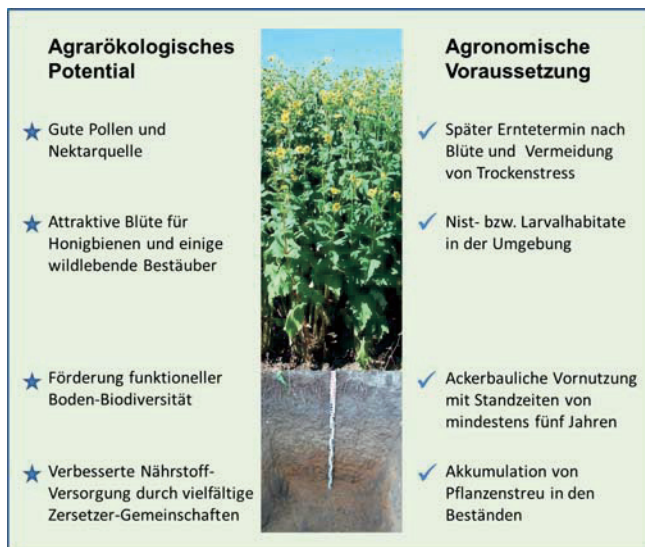 Agrarökologisches
Potential
Gute Pollen und
Nektarquelle
Attraktive Blüte für
Honigbienen und einige
wildlebende Bestäuber
Förderung funktioneller
Boden-Biodiversität
Verbesserte Nährstoff-
Versorgung durch vielfältige
Zersetzer-Gemeinschaften
Agronomische
Voraussetzung
Später Erntetermin nach
Blüte und Vermeidung
von Trockenstress
Nist- bzw. Larvalhabitate
in der Umgebung
Ackerbauliche Vornutzung
mit Standzeiten von
mindestens fünf Jahren
Akkumulation von
Pflanzenstreu in den
Beständen